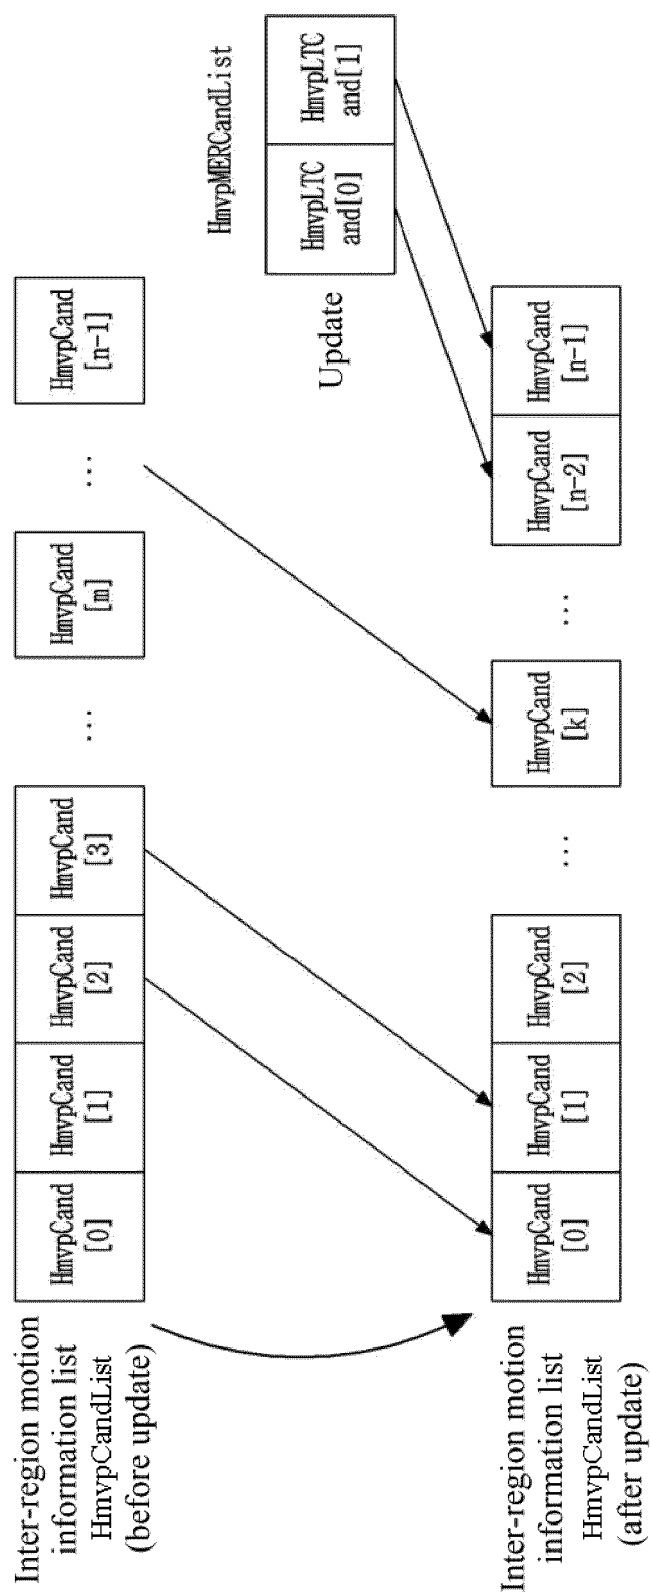 Inter-region motion
information list
HmvpCandList
(before update)
HmvpCand
[0]
HmvpCand
[1]
HmvpCand
[2]
HmvpCand
[3]
...
HmvpCand
[m]
...
HmvpCand
[n-1]
HmvpMERCandList
HmvpLTC
and[0]
HmvpLTC
and[1]
Update
Inter-region motion
information list
HmvpCandList
(after update)
HmvpCand
[0]
HmvpCand
[1]
HmvpCand
[2]
...
HmvpCand
[k]
...
HmvpCand
[n-2]
HmvpCand
[n-1]